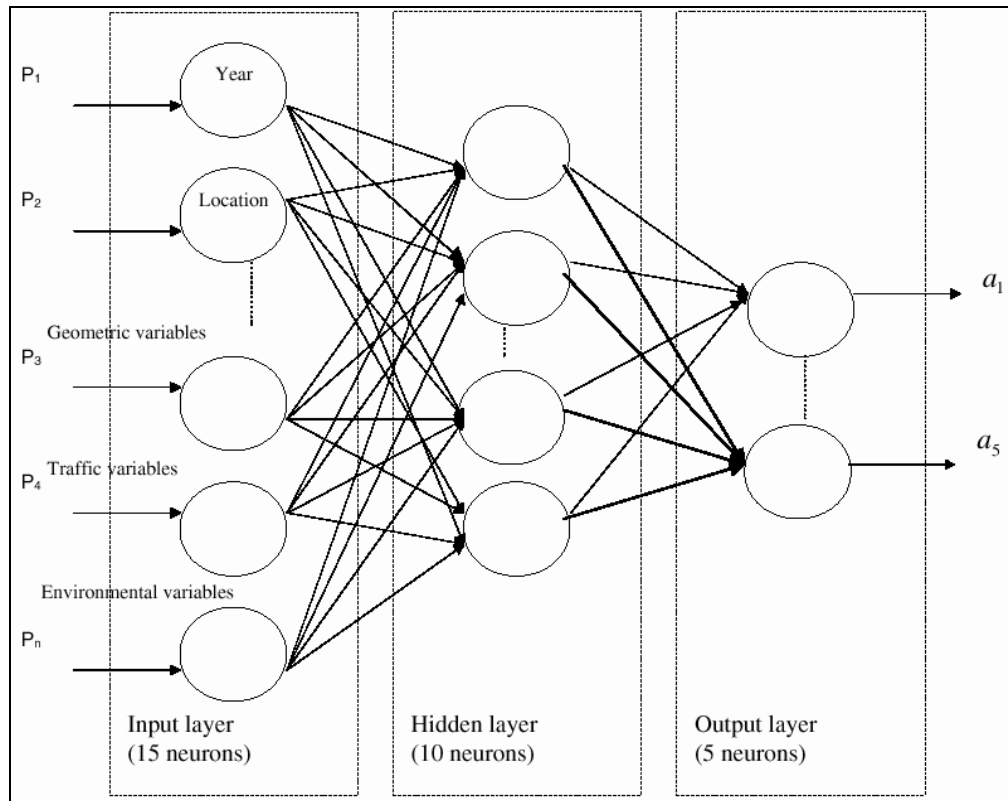 P1
Year
P2
Location
Geometric variables
P3
Traffic variables
P4
Environmental variables
Pn
a1
a5
Input layer
(15 neurons)
Hidden layer
(10 neurons)
Output layer
(5 neurons)